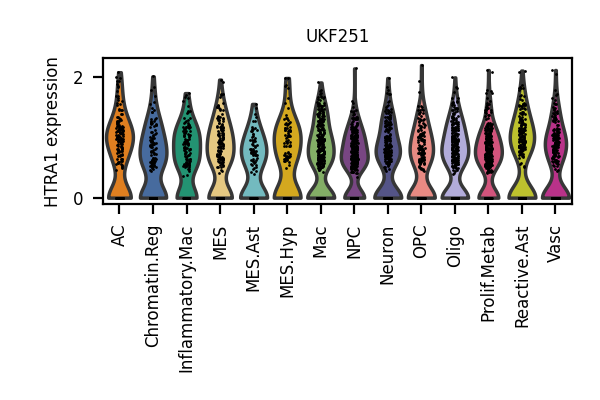 UKF251
HTRA1 expression
2
0
AC
Chromatin.Reg
Inflammatory.Mac
MES
MES.Ast
MES.Hyp
Mac
NPC
Neuron
OPC
Oligo
Prolif.Metab
Reactive.Ast
Vasc